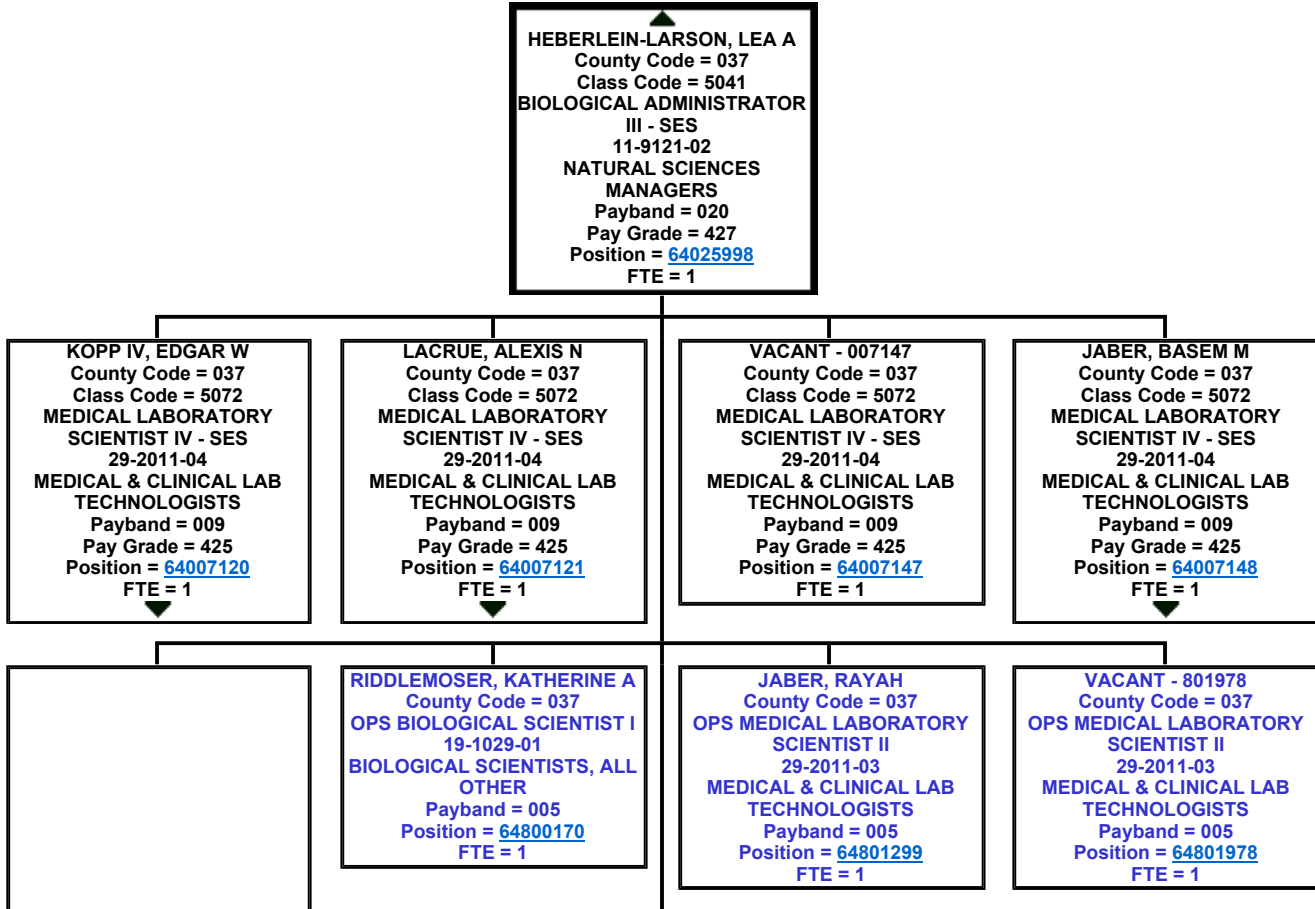 HEBERLEIN-LARSON, LEA A
County Code = 037
Class Code = 5041
BIOLOGICAL ADMINISTRATOR
III - SES
11-9121-02
NATURAL SCIENCES
MANAGERS
Payband = 020
Pay Grade = 427
Position = 64025998
FTE = 1
KOPP IV, EDGAR W
County Code = 037
Class Code = 5072
MEDICAL LABORATORY
SCIENTIST IV - SES
29-2011-04
MEDICAL & CLINICAL LAB
TECHNOLOGISTS
Payband = 009
Pay Grade = 425
Position = 64007120
FTE = 1
LACRUE, ALEXIS N
County Code = 037
Class Code = 5072
MEDICAL LABORATORY
SCIENTIST IV - SES
29-2011-04
MEDICAL & CLINICAL LAB
TECHNOLOGISTS
Payband = 009
Pay Grade = 425
Position = 64007121
FTE = 1
VACANT - 007147
County Code = 037
Class Code = 5072
MEDICAL LABORATORY
SCIENTIST IV - SES
29-2011-04
MEDICAL & CLINICAL LAB
TECHNOLOGISTS
Payband = 009
Pay Grade = 425
Position = 64007147
FTE = 1
JABER, BASEM M
County Code = 037
Class Code = 5072
MEDICAL LABORATORY
SCIENTIST IV - SES
29-2011-04
MEDICAL & CLINICAL LAB
TECHNOLOGISTS
Payband = 009
Pay Grade = 425
Position = 64007148
FTE = 1
RIDDLEMOSER, KATHERINE A
County Code = 037
OPS BIOLOGICAL SCIENTIST I
19-1029-01
BIOLOGICAL SCIENTISTS, ALL
OTHER
Payband = 005
Position = 64800170
FTE = 1
JABER, RAYAH
County Code = 037
OPS MEDICAL LABORATORY
SCIENTIST II
29-2011-03
MEDICAL & CLINICAL LAB
TECHNOLOGISTS
Payband = 005
Position = 64801299
FTE = 1
VACANT - 801978
County Code = 037
OPS MEDICAL LABORATORY
SCIENTIST II
29-2011-03
MEDICAL & CLINICAL LAB
TECHNOLOGISTS
Payband = 005
Position = 64801978
FTE = 1